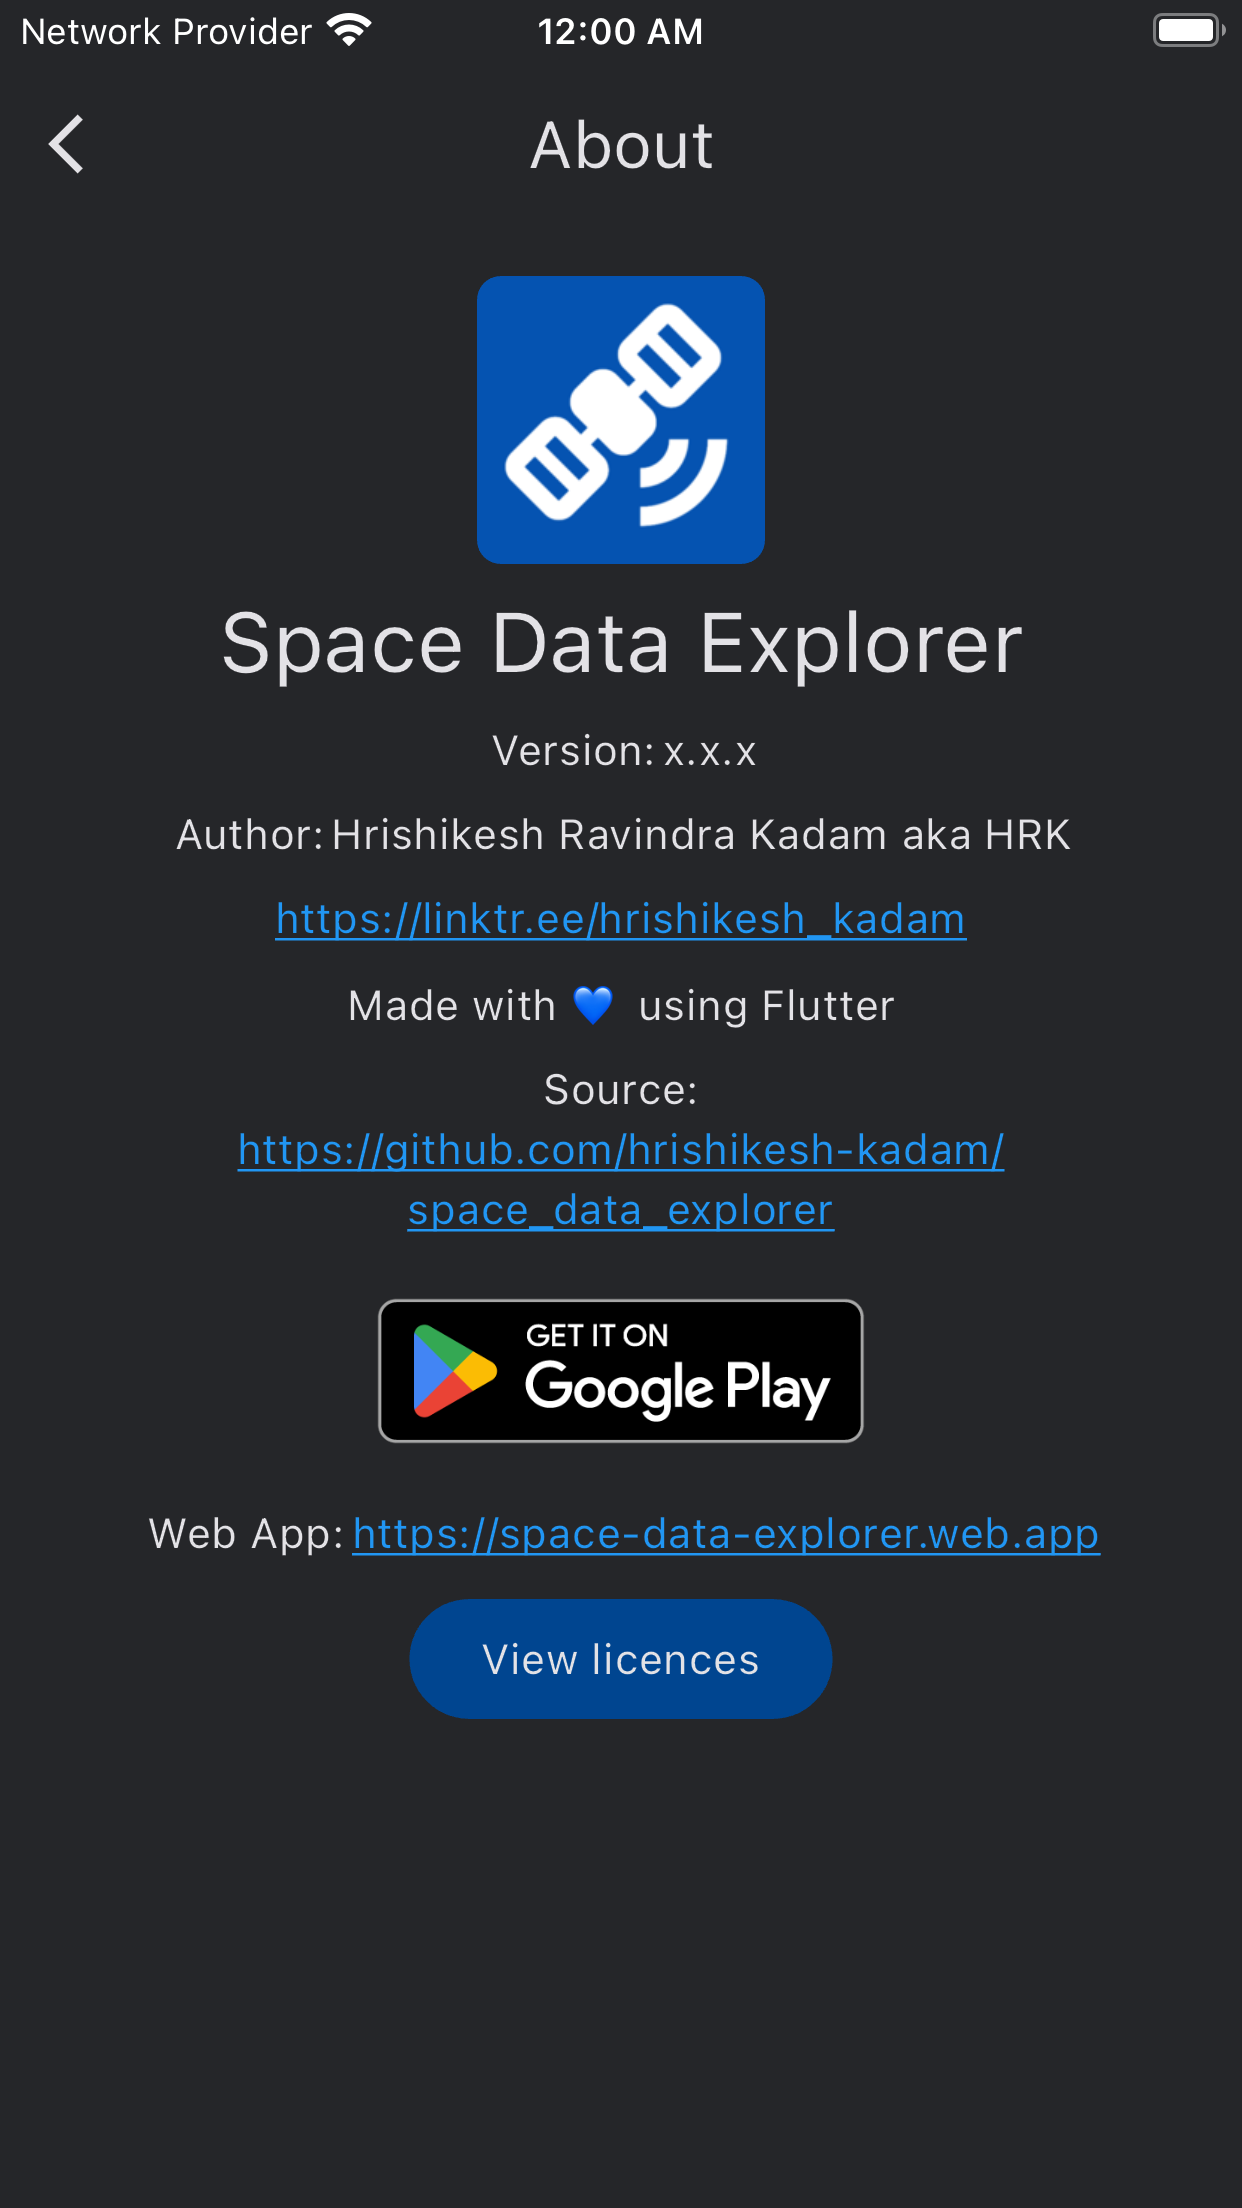 Network Provider 12:00 AM
About
Space Data Explorer
Version: x.x.x
Author: Hrishikesh Ravindra Kadam aka HRK
https://linktr.ee/hrishikesh_kadam
Made with 💙 using Flutter
Source:
https://github.com/hrishikesh-kadam/
space_data_explorer
GET IT ON
Google Play
Web App: https://space-data-explorer.web.app
View licences